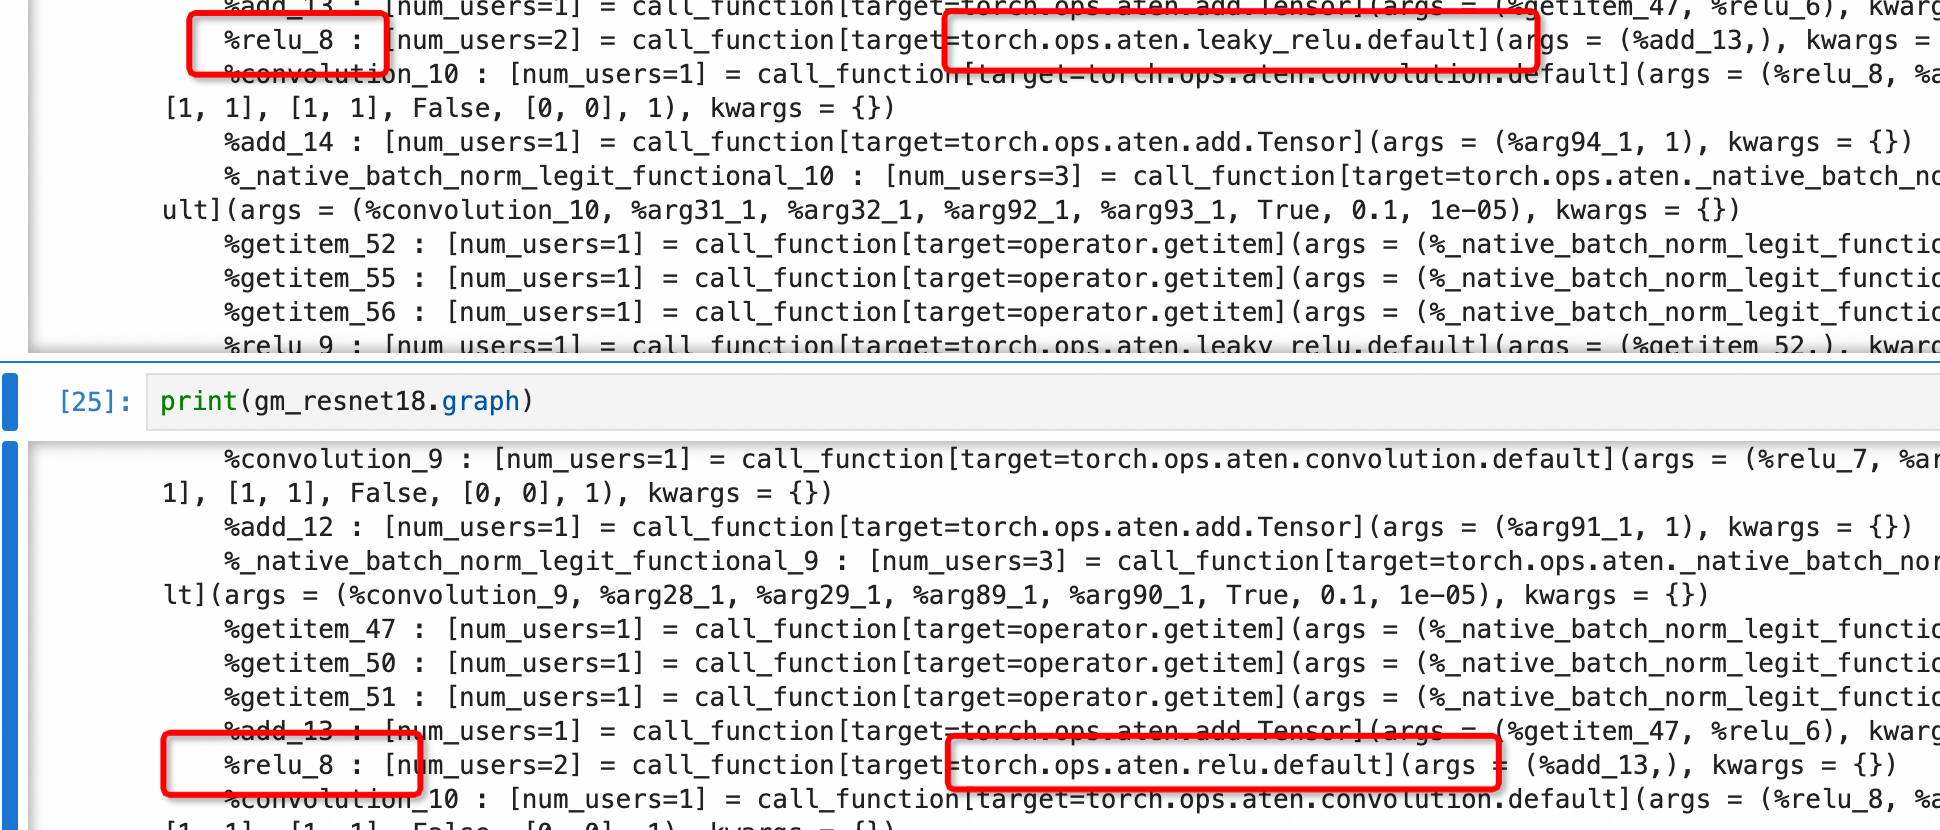 %add_13 : [num_users=1] = call_function[target=torch.ops.aten.add.Tensor](args = (%getitem_47, %relu_6), kwarg
%relu_8 : [num_users=2] = call_function[target=torch.ops.aten.leaky_relu.default](args = (%add_13,), kwargs =
%convolution_10 : [num_users=1] = call_function[target=torch.ops.aten.convolution.default](args = (%relu_8, %a
[1, 1], [1, 1], False, [0, 0], 1), kwargs = {})
%add_14 : [num_users=1] = call_function[target=torch.ops.aten.add.Tensor](args = (%arg94_1, 1), kwargs = {})
%_native_batch_norm_legit_functional_10 : [num_users=3] = call_function[target=torch.ops.aten._native_batch_no
ult](args = (%convolution_10, %arg31_1, %arg32_1, %arg92_1, %arg93_1, True, 0.1, 1e-05), kwargs = {})
%getitem_52 : [num_users=1] = call_function[target=operator.getitem](args = (%_native_batch_norm_legit_functio
%getitem_55 : [num_users=1] = call_function[target=operator.getitem](args = (%_native_batch_norm_legit_functio
%getitem_56 : [num_users=1] = call_function[target=operator.getitem](args = (%_native_batch_norm_legit_functio
%relu_9 : [num_users=1] = call_function[target=torch.ops.aten.leaky_relu.default](args = (%getitem_52,), kwarg
[25]: print(gm_resnet18.graph)
%convolution_9 : [num_users=1] = call_function[target=torch.ops.aten.convolution.default](args = (%relu_7, %ar
1], [1, 1], False, [0, 0], 1), kwargs = {})
%add_12 : [num_users=1] = call_function[target=torch.ops.aten.add.Tensor](args = (%arg91_1, 1), kwargs = {})
%_native_batch_norm_legit_functional_9 : [num_users=3] = call_function[target=torch.ops.aten._native_batch_nor
lt](args = (%convolution_9, %arg28_1, %arg29_1, %arg89_1, %arg90_1, True, 0.1, 1e-05), kwargs = {})
%getitem_47 : [num_users=1] = call_function[target=operator.getitem](args = (%_native_batch_norm_legit_functio
%getitem_50 : [num_users=1] = call_function[target=operator.getitem](args = (%_native_batch_norm_legit_functio
%getitem_51 : [num_users=1] = call_function[target=operator.getitem](args = (%_native_batch_norm_legit_functio
%add_13 : [num_users=1] = call_function[target=torch.ops.aten.add.Tensor](args = (%getitem_47, %relu_6), kwarg
%relu_8 : [num_users=2] = call_function[target=torch.ops.aten.relu.default](args = (%add_13,), kwargs = {})
%convolution_10 : [num_users=1] = call_function[target=torch.ops.aten.convolution.default](args = (%relu_8, %a
[1, 1], [1, 1], False, [0, 0], 1), kwargs = {})